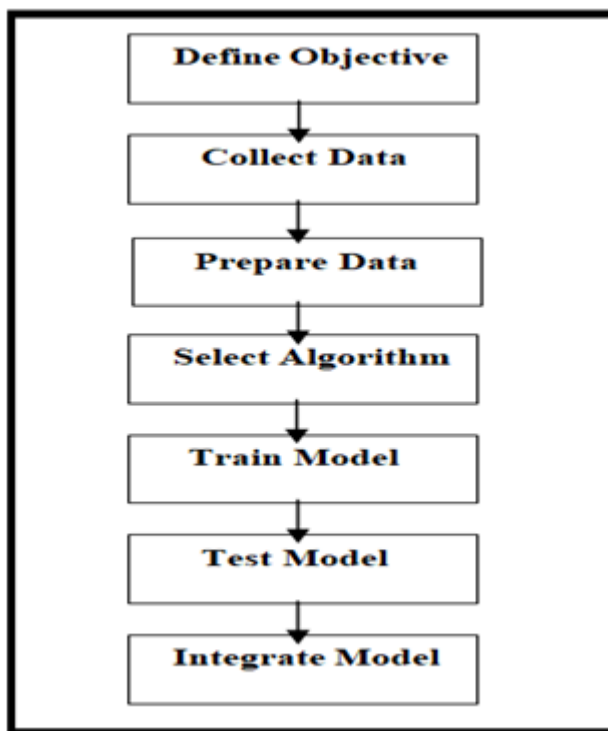 Define Objective
Collect Data
Prepare Data
Select Algorithm
Train Model
Test Model
Integrate Model